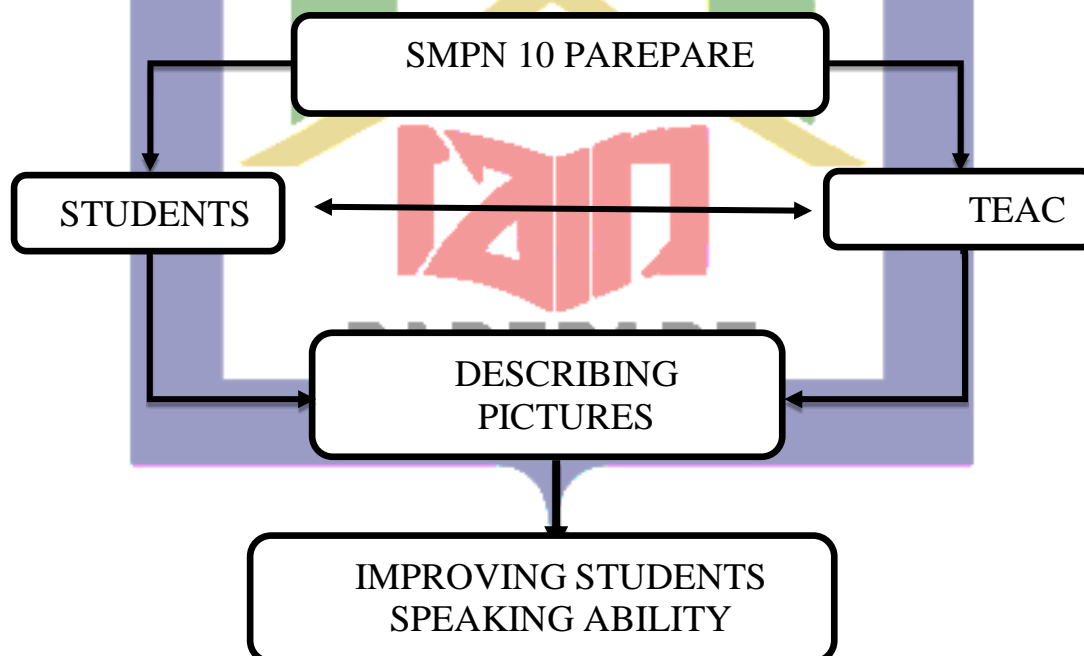 SMPN 10 PAREPARE
STUDENTS
TEAC
DESCRIBING
PICTURES
IMPROVING STUDENTS
SPEAKING ABILITY